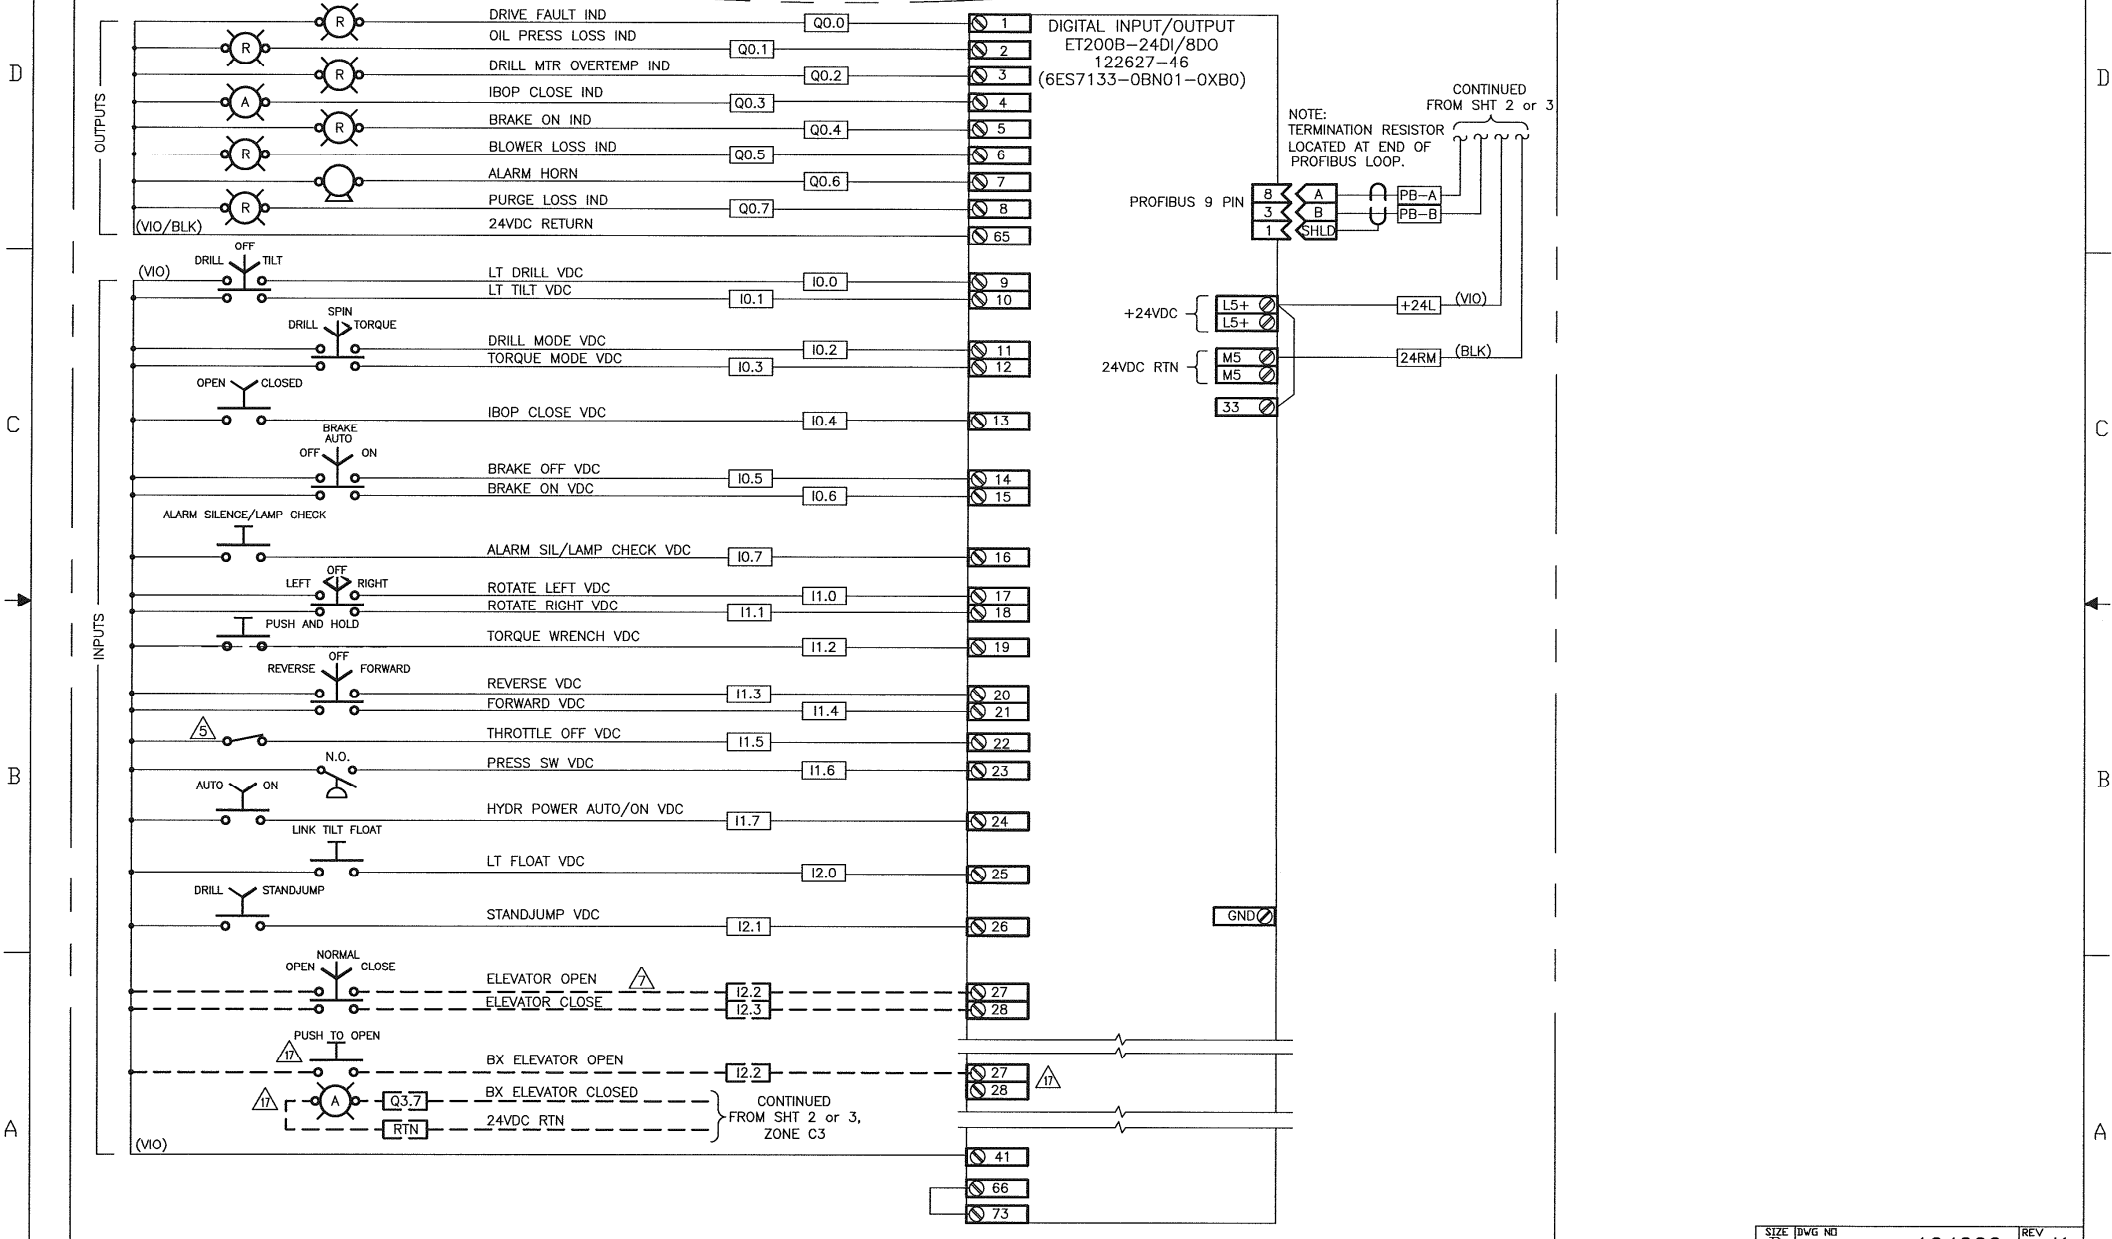 D
D
C
C
B
B
A
A
OUTPUTS
R DRIVE FAULT IND Q0.0 1
R OIL PRESS LOSS IND Q0.1 2
R DRILL MTR OVERTEMP IND Q0.2 3
A IBOP CLOSE IND Q0.3 4
R BRAKE ON IND Q0.4 5
R BLOWER LOSS IND Q0.5 6
ALARM HORN Q0.6 7
R PURGE LOSS IND Q0.7 8
(VIO/BLK) 24VDC RETURN 65
INPUTS
OFF
DRILL TILT
(VIO) LT DRILL VDC I0.0 9
LT TILT VDC I0.1 10
SPIN
DRILL TORQUE
DRILL MODE VDC I0.2 11
TORQUE MODE VDC I0.3 12
OPEN CLOSED
IBOP CLOSE VDC I0.4 13
BRAKE
AUTO
OFF ON
BRAKE OFF VDC I0.5 14
BRAKE ON VDC I0.6 15
ALARM SILENCE/LAMP CHECK
ALARM SIL/LAMP CHECK VDC I0.7 16
OFF
LEFT RIGHT
ROTATE LEFT VDC I1.0 17
ROTATE RIGHT VDC I1.1 18
PUSH AND HOLD
TORQUE WRENCH VDC I1.2 19
OFF
REVERSE FORWARD
REVERSE VDC I1.3 20
FORWARD VDC I1.4 21
5 THROTTLE OFF VDC I1.5 22
N.O.
PRESS SW VDC I1.6 23
AUTO ON
HYDR POWER AUTO/ON VDC I1.7 24
LINK TILT FLOAT
LT FLOAT VDC I2.0 25
DRILL STANDJUMP
STANDJUMP VDC I2.1 26
NORMAL
OPEN CLOSE
ELEVATOR OPEN 7 I2.2 27
ELEVATOR CLOSE I2.3 28
PUSH TO OPEN
17 BX ELEVATOR OPEN I2.2 27 17
28
17 A Q3.7 BX ELEVATOR CLOSED
RTN 24VDC RTN
CONTINUED
FROM SHT 2 or 3,
ZONE C3
(VIO) 41
66
73
DIGITAL INPUT/OUTPUT
ET200B-24DI/8DO
122627-46
(6ES7133-0BN01-0XB0)
CONTINUED
FROM SHT 2 or 3
NOTE:
TERMINATION RESISTOR
LOCATED AT END OF
PROFIBUS LOOP.
PROFIBUS 9 PIN
8 A PB-A
3 B PB-B
1 SHLD
+24VDC
L5+ +24L (VIO)
L5+
24VDC RTN
M5 24RM (BLK)
M5
33
GND
SIZE DWG NO REV